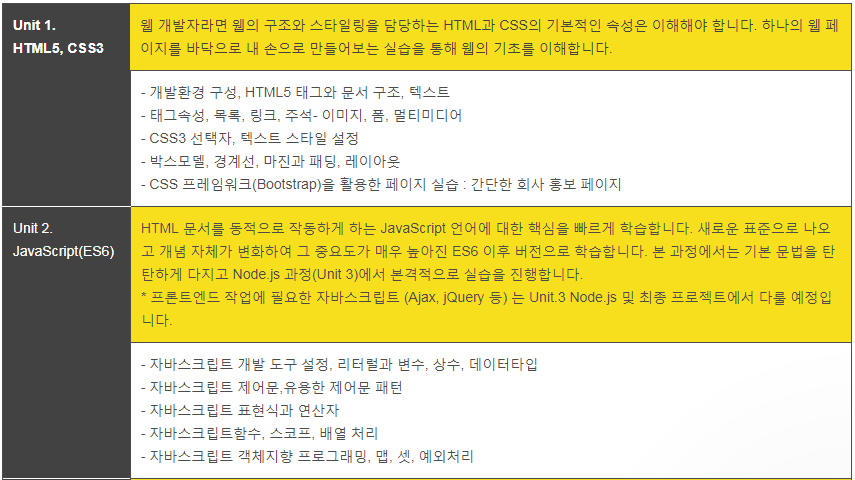 Unit 1.
HTML5, CSS3
웹 개발자라면 웹의 구조와 스타일링을 담당하는 HTML과 CSS의 기본적인 속성은 이해해야 합니다. 하나의 웹 페
이지를 바닥으로 내 손으로 만들어보는 실습을 통해 웹의 기초를 이해합니다.
- 개발환경 구성, HTML5 태그와 문서 구조, 텍스트
- 태그속성, 목록, 링크, 주석- 이미지, 폼, 멀티미디어
- CSS3 선택자, 텍스트 스타일 설정
- 박스모델, 경계선, 마진과 패딩, 레이아웃
- CSS 프레임워크(Bootstrap)을 활용한 페이지 실습 : 간단한 회사 홍보 페이지
Unit 2.
JavaScript(ES6)
HTML 문서를 동적으로 작동하게 하는 JavaScript 언어에 대한 핵심을 빠르게 학습합니다. 새로운 표준으로 나오
고 개념 자체가 변화하여 그 중요도가 매우 높아진 ES6 이후 버전으로 학습합니다. 본 과정에서는 기본 문법을 탄
탄하게 다지고 Node.js 과정(Unit 3)에서 본격적으로 실습을 진행합니다.
* 프론트엔드 작업에 필요한 자바스크립트 (Ajax, jQuery 등) 는 Unit.3 Node.js 및 최종 프로젝트에서 다룰 예정입
니다.
- 자바스크립트 개발 도구 설정, 리터럴과 변수, 상수, 데이터타입
- 자바스크립트 제어문,유용한 제어문 패턴
- 자바스크립트 표현식과 연산자
- 자바스크립트함수, 스코프, 배열 처리
- 자바스크립트 객체지향 프로그래밍, 맵, 셋, 예외처리